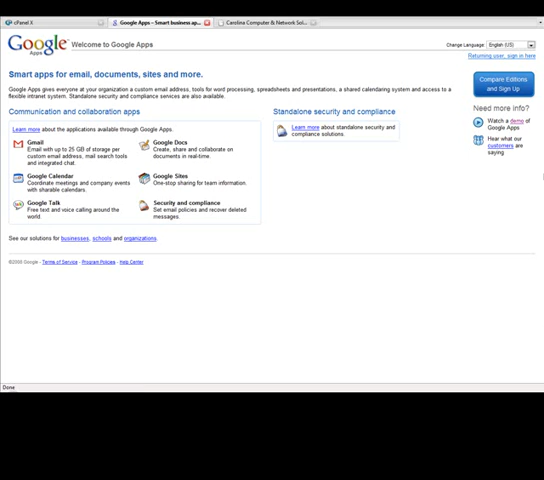 cPanel X
Google Apps – Smart business ap...
Carolina Computer & Network Sol...
Google
Apps
Welcome to Google Apps
Change Language: English (US)
Returning user, sign in here
Smart apps for email, documents, sites and more.
Google Apps gives everyone at your organization a custom email address, tools for word processing, spreadsheets and presentations, a shared calendaring system and access to a
flexible intranet system. Standalone security and compliance services are also available.
Compare Editions
and Sign Up
Need more info?
Watch a demo of
Google Apps
Hear what our
customers are
saying
Communication and collaboration apps
Learn more about the applications available through Google Apps.
Gmail
Email with up to 25 GB of storage per
custom email address, mail search tools
and integrated chat.
Google Docs
Create, share and collaborate on
documents in real-time.
Google Calendar
Coordinate meetings and company events
with sharable calendars.
Google Sites
One-stop sharing for team information.
Google Talk
Free text and voice calling around the
world.
Security and compliance
Set email policies and recover deleted
messages.
Standalone security and compliance
Learn more about standalone security and
compliance solutions.
See our solutions for businesses, schools and organizations.
©2009 Google - Terms of Service - Program Policies - Help Center
Done